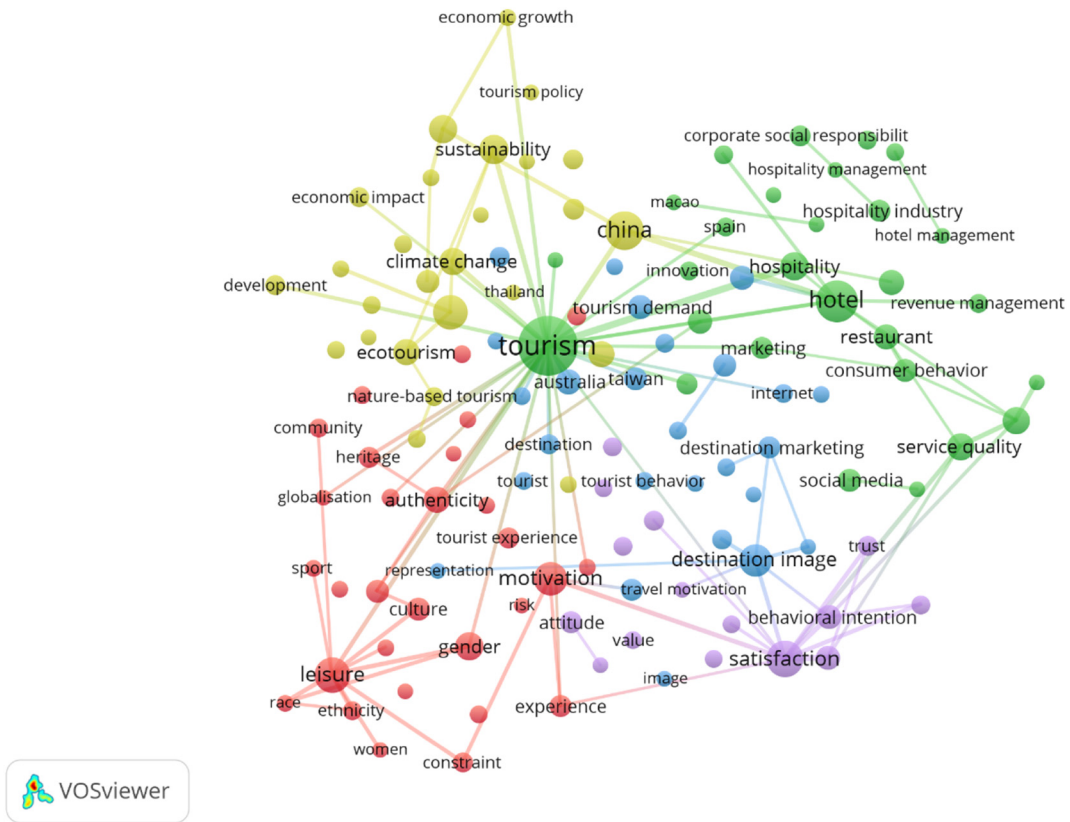 economic growth
tourism policy
corporate social responsibilit
sustainability
hospitality management
economic impact
macao
hospitality industry
china
spain
hotel management
climate change
innovation
hospitality
development
thailand
hotel
revenue management
tourism demand
restaurant
tourism
ecotourism
marketing
australia
taiwan
consumer behavior
nature-based tourism
internet
community
destination
destination marketing
service quality
heritage
tourist
tourist behavior
social media
globalisation
authenticity
tourist experience
trust
sport
representation
motivation
destination image
travel motivation
culture
risk
attitude
behavioral intention
value
gender
satisfaction
leisure
image
race
ethnicity
experience
women
constraint
VOSviewer